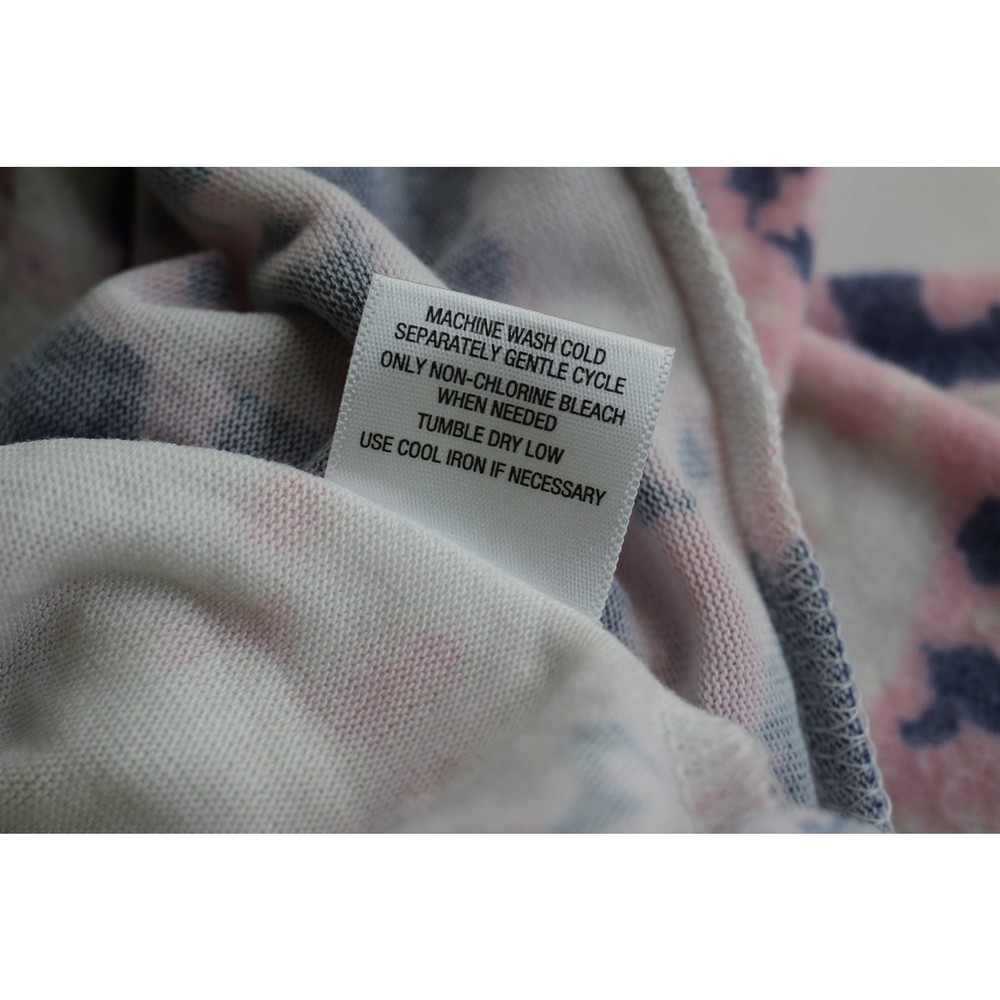 MACHINE WASH COLD
SEPARATELY GENTLE CYCLE
ONLY NON-CHLORINE BLEACH
WHEN NEEDED
TUMBLE DRY LOW
USE COOL IRON IF NECESSARY